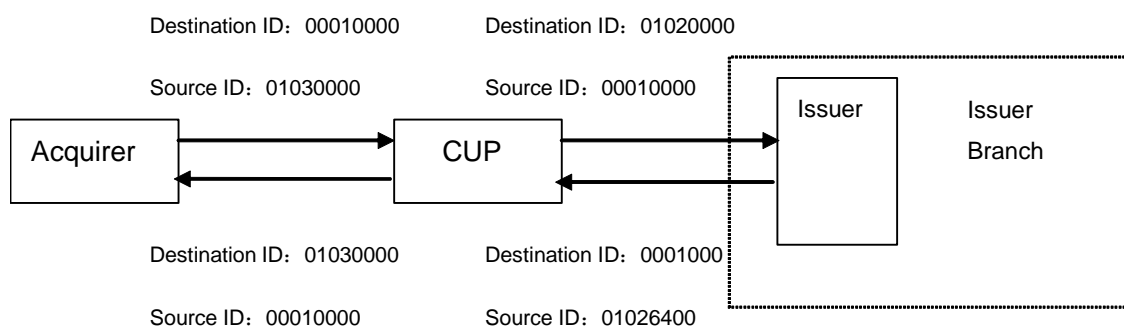 Destination ID：00010000
Destination ID：01020000
Source ID：01030000
Source ID：00010000
Acquirer
CUP
Issuer
Issuer
Branch
Destination ID：01030000
Destination ID：0001000
Source ID：00010000
Source ID：01026400